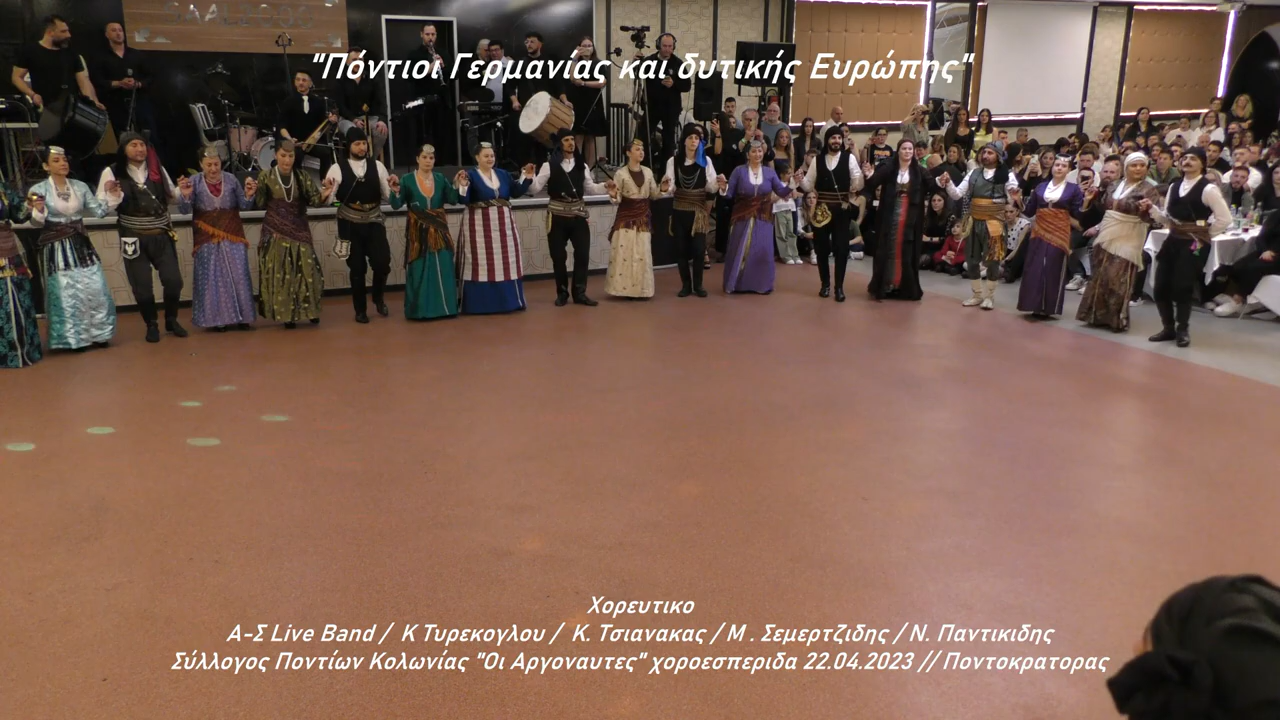 SAAL2000
"Πόντιοι Γερμανίας και δυτικής Ευρώπης"
Χορευτικο
Α-Σ Live Band / Κ Τυρεκογλου / Κ. Τσιανακας / Μ . Σεμερτζιδης / Ν. Παντικιδης
Σύλλογος Ποντίων Κολωνίας "Οι Αργοναυτες" χοροεσπεριδα 22.04.2023 // Ποντοκρατορας